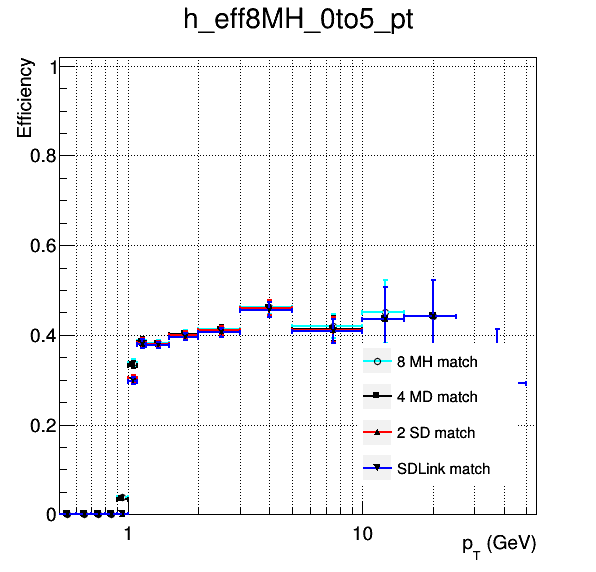 h_eff8MH_0to5_pt
Efficiency
1
0.8
0.6
0.4
0.2
0
8 MH match
4 MD match
2 SD match
SDLink match
1
10
p_T (GeV)